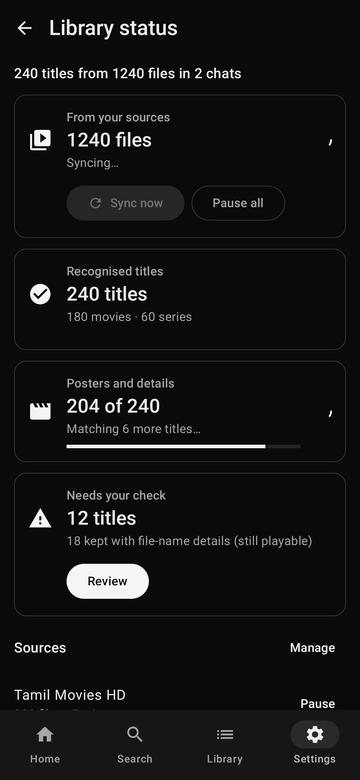 Library status
240 titles from 1240 files in 2 chats
From your sources
1240 files
Syncing…
Sync now
Pause all
Recognised titles
240 titles
180 movies · 60 series
Posters and details
204 of 240
Matching 6 more titles…
Needs your check
12 titles
18 kept with file-name details (still playable)
Review
Sources
Manage
Tamil Movies HD
Pause
Home
Search
Library
Settings